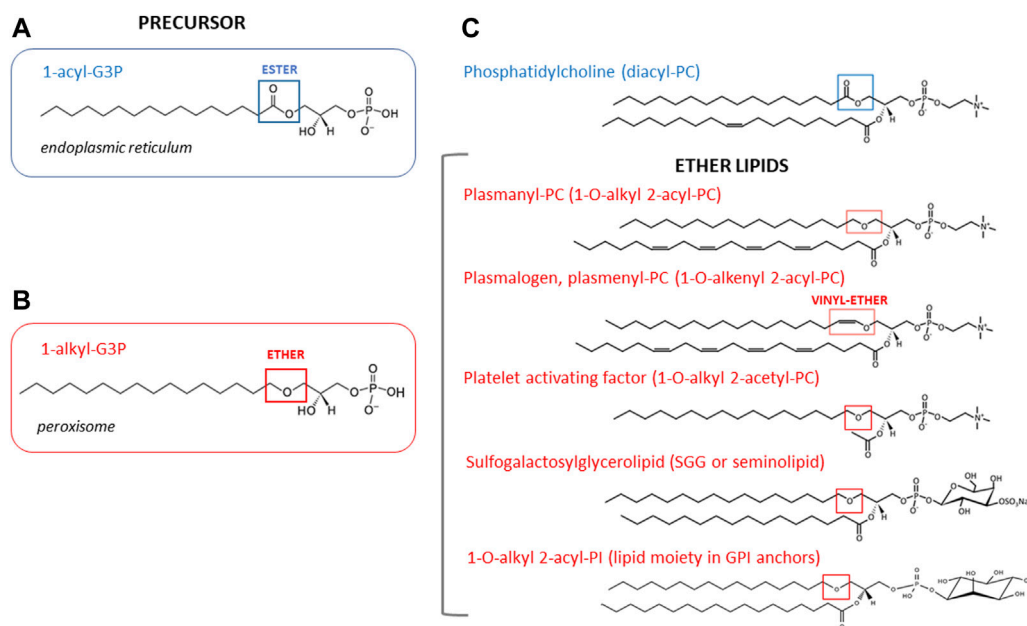 A
PRECURSOR
1-acyl-G3P
ESTER
endoplasmic reticulum
B
1-alkyl-G3P
ETHER
peroxisome
C
Phosphatidylcholine (diacyl-PC)
ETHER LIPIDS
Plasmanyl-PC (1-O-alkyl 2-acyl-PC)
Plasmalogen, plasmenyl-PC (1-O-alkenyl 2-acyl-PC)
VINYL-ETHER
Platelet activating factor (1-O-alkyl 2-acetyl-PC)
Sulfogalactosylglycerolipid (SGG or seminolipid)
1-O-alkyl 2-acyl-PI (lipid moiety in GPI anchors)